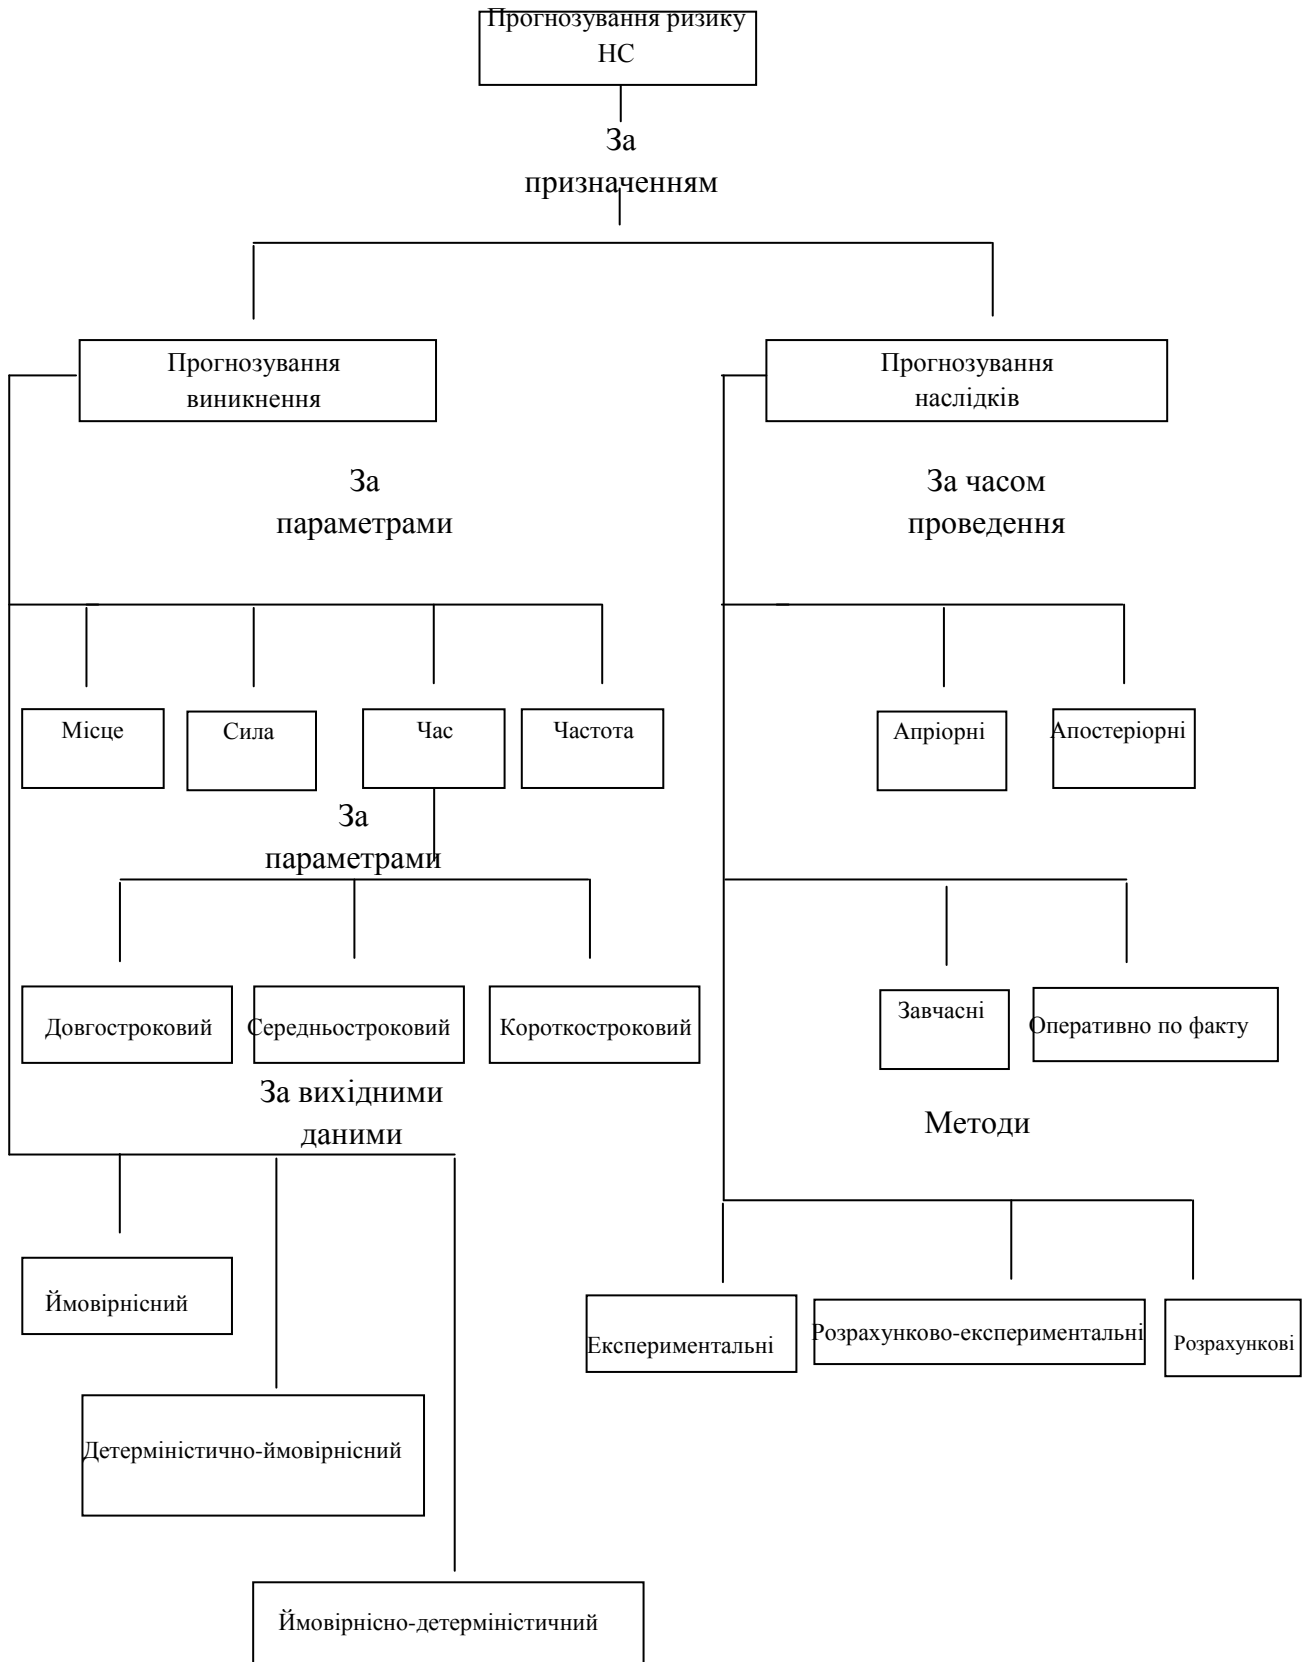 Прогнозування ризику
НС
За
призначенням
Прогнозування
виникнення
Прогнозування
наслідків
За
параметрами
За часом
проведення
Місце
Сила
Час
Частота
Апріорні
Апостеріорні
За
параметрами
Довгостроковий
Середньостроковий
Короткостроковий
Завчасні
Оперативно по факту
За вихідними
даними
Методи
Ймовірнісний
Експериментальні
Розрахунково-експериментальні
Розрахункові
Детерміністично-ймовірнісний
Ймовірнісно-детерміністичний